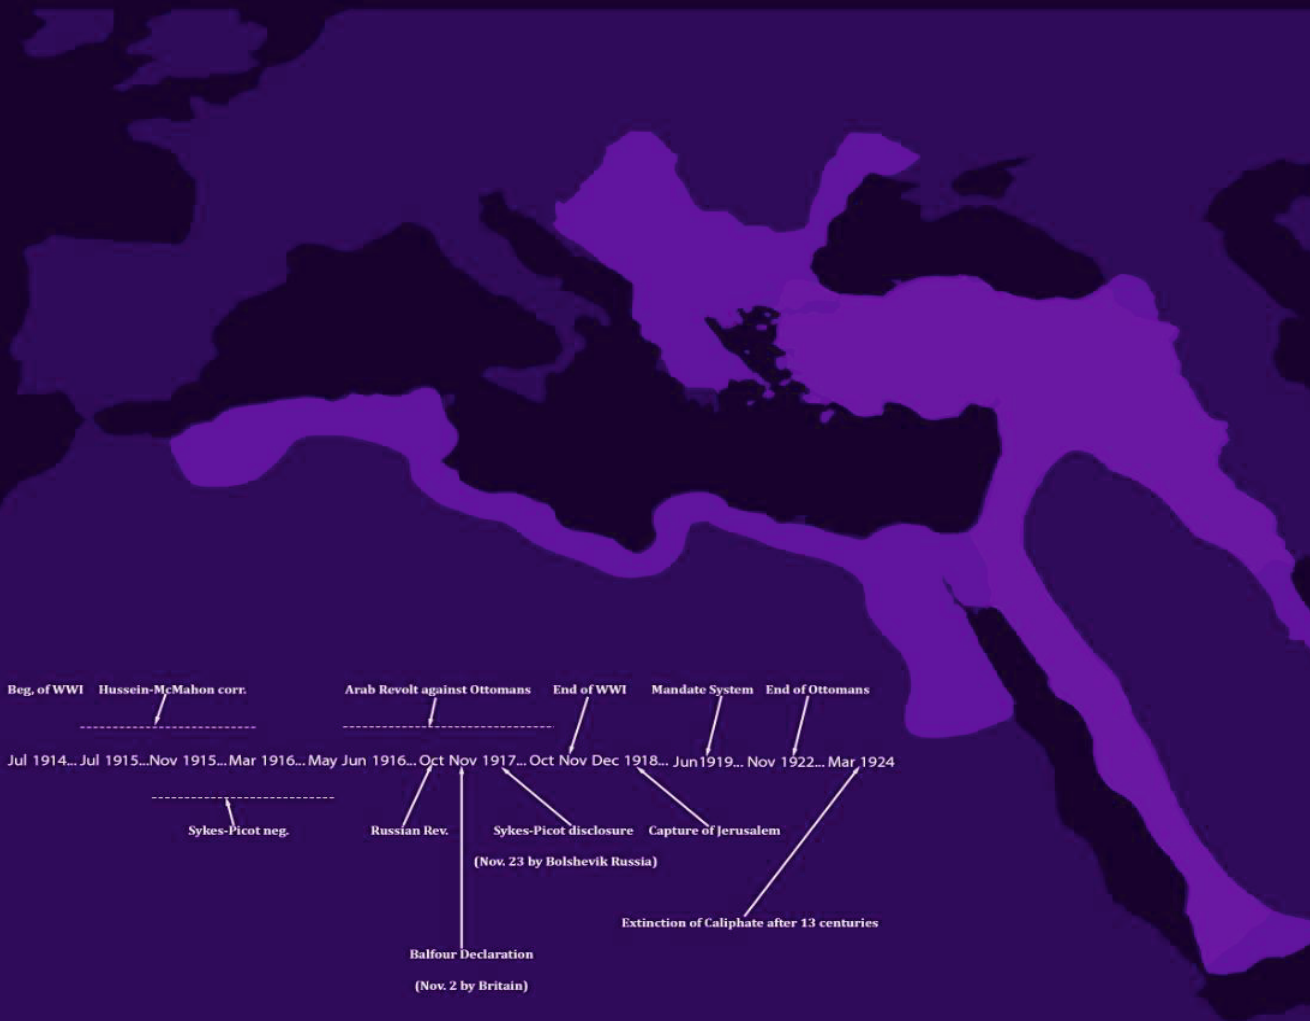 Beg, of WWI Hussein-McMahon corr. Arab Revolt against Ottomans End of WWI Mandate System End of Ottomans
Jul 1914... Jul 1915...Nov 1915... Mar 1916... May Jun 1916... Oct Nov 1917... Oct Nov Dec 1918... Jun1919... Nov 1922... Mar 1924
Sykes-Picot neg. Russian Rev. Sykes-Picot disclosure Capture of Jerusalem
(Nov. 23 by Bolshevik Russia)
Extinction of Caliphate after 13 centuries
Balfour Declaration
(Nov. 2 by Britain)